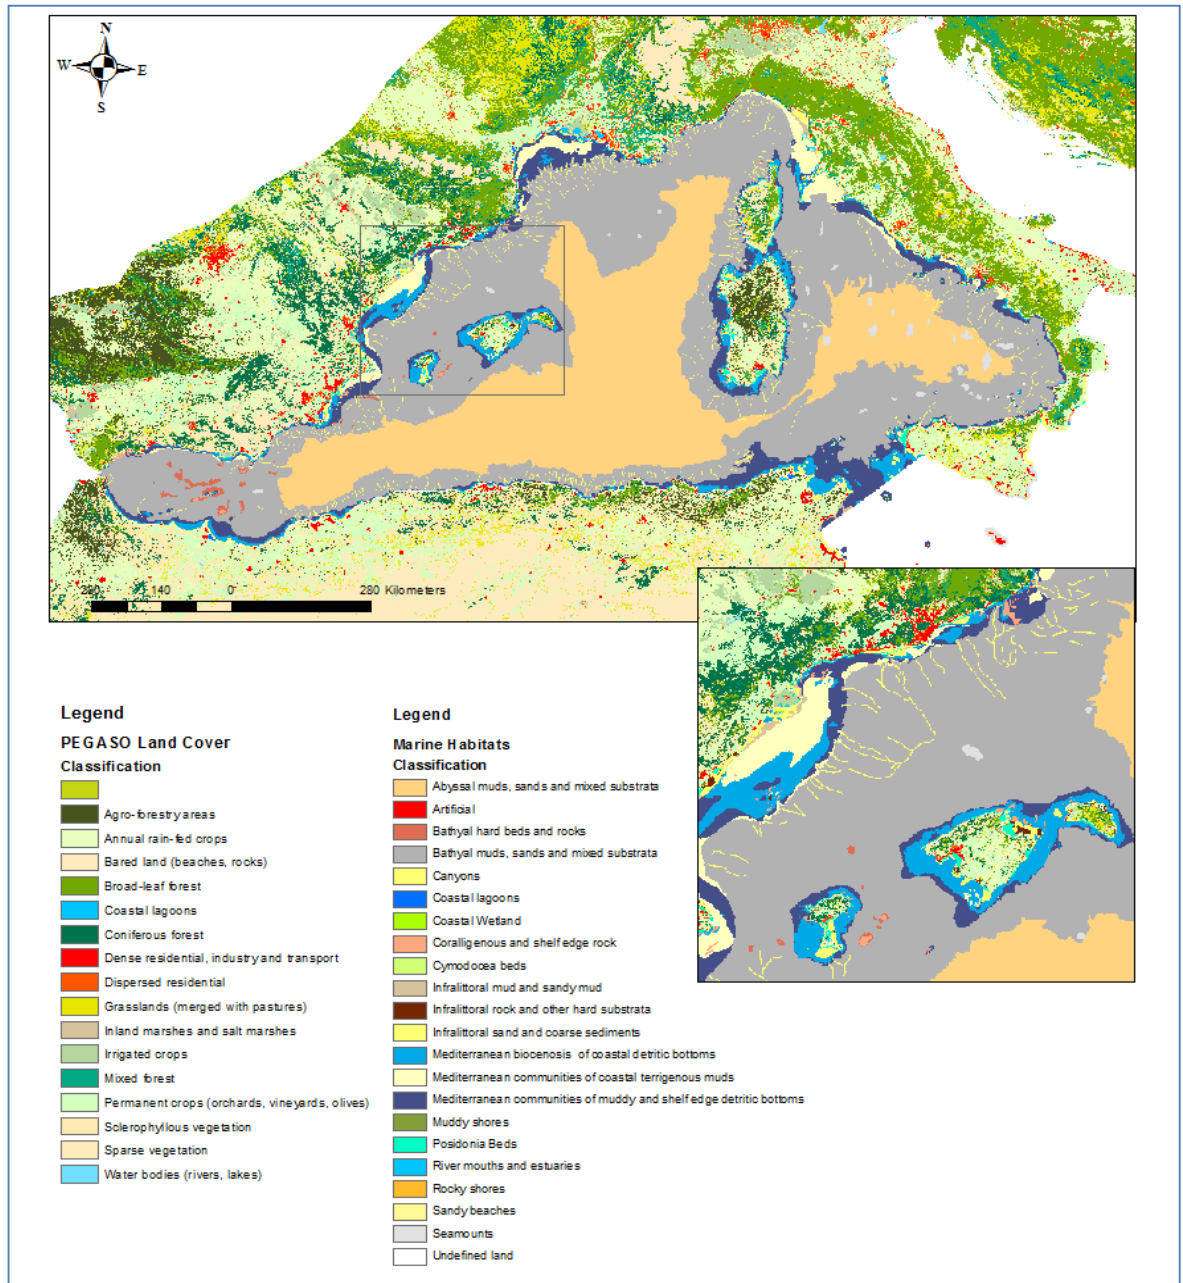 N
W
E
S
280 140 0 280 Kilometers
Legend
PEGASO Land Cover
Classification
Agro-forestry areas
Annual rain-fed crops
Bared land (beaches, rocks)
Broad-leaf forest
Coastal lagoons
Coniferous forest
Dense residential, industry and transport
Dispersed residential
Grasslands (merged with pastures)
Inland marshes and salt marshes
Irrigated crops
Mixed forest
Permanent crops (orchards, vineyards, olives)
Sclerophyllous vegetation
Sparse vegetation
Water bodies (rivers, lakes)
Legend
Marine Habitats
Classification
Abyssal muds, sands and mixed substrata
Artificial
Bathyal hard beds and rocks
Bathyal muds, sands and mixed substrata
Canyons
Coastal lagoons
Coastal Wetland
Coralligenous and shelf edge rock
Cymodocea beds
Infralittoral mud and sandy mud
Infralittoral rock and other hard substrata
Infralittoral sand and coarse sediments
Mediterranean biocenosis of coastal detritic bottoms
Mediterranean communities of coastal terrigenous muds
Mediterranean communities of muddy and shelf edge detritic bottoms
Muddy shores
Posidonia Beds
River mouths and estuaries
Rocky shores
Sandy beaches
Seamounts
Undefined land